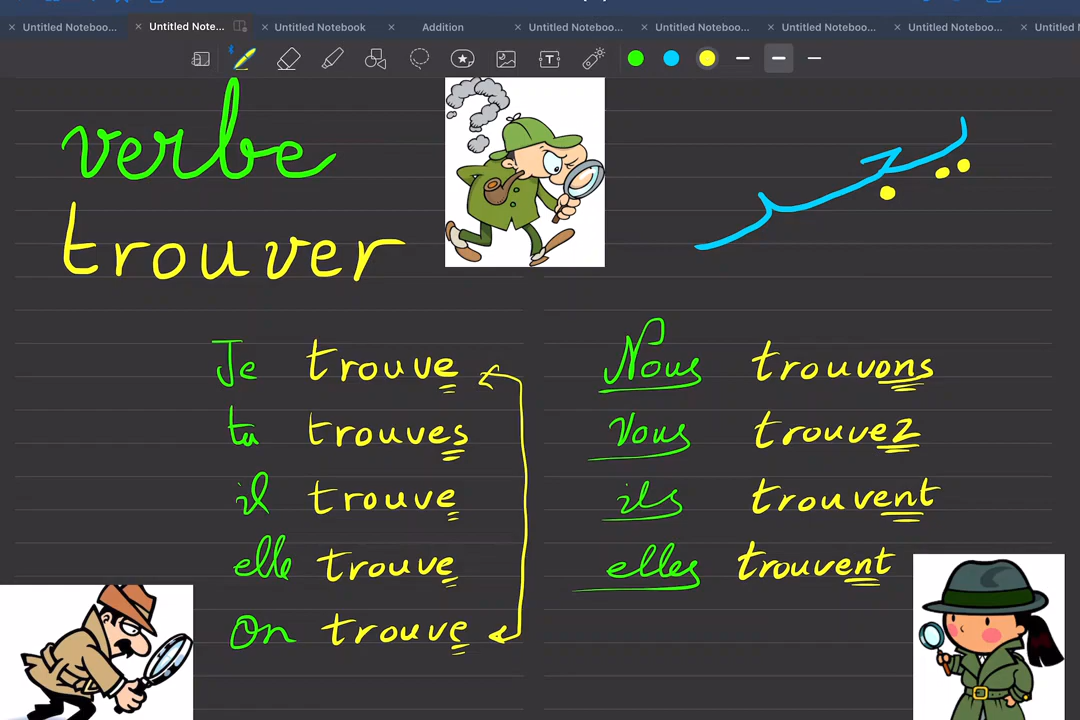 Untitled Noteboo... Untitled Note... Untitled Notebook Addition Untitled Noteboo... Untitled Noteboo... Untitled Noteboo... Untitled Noteboo... Untitled
verbe
trouver
يجد
Je trouve
tu trouves
il trouve
elle trouve
On trouve
Nous trouvons
Vous trouvez
ils trouvent
elles trouvent